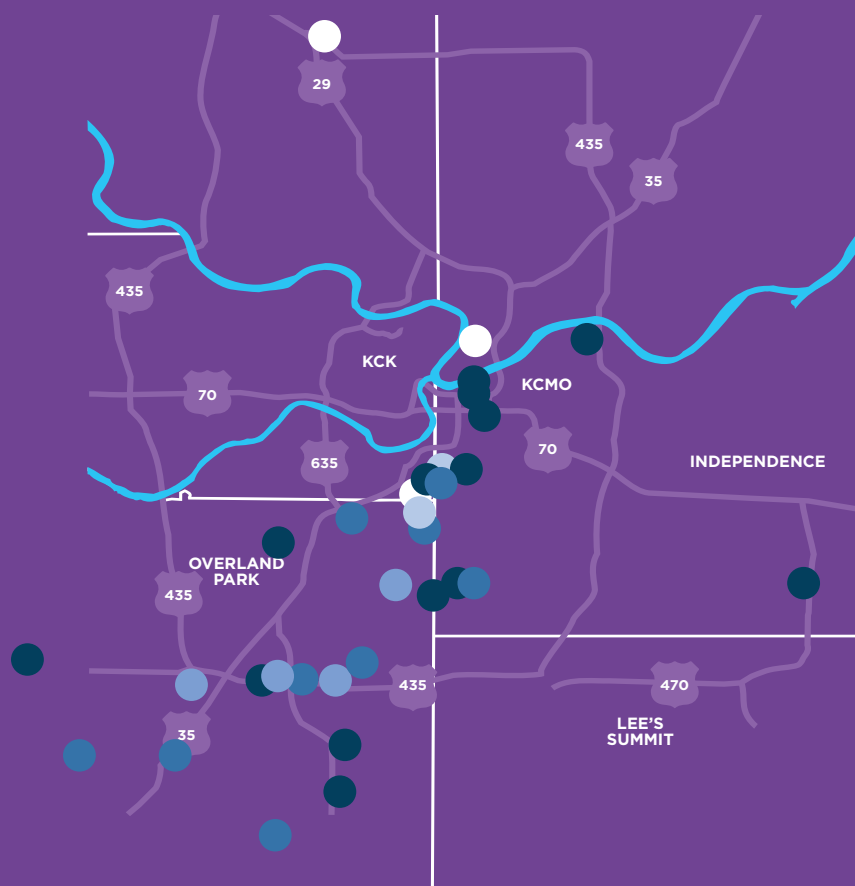 29
435
35
435
KCK
KCMO
70
70
635
INDEPENDENCE
OVERLAND
PARK
435
435
470
35
LEE'S
SUMMIT